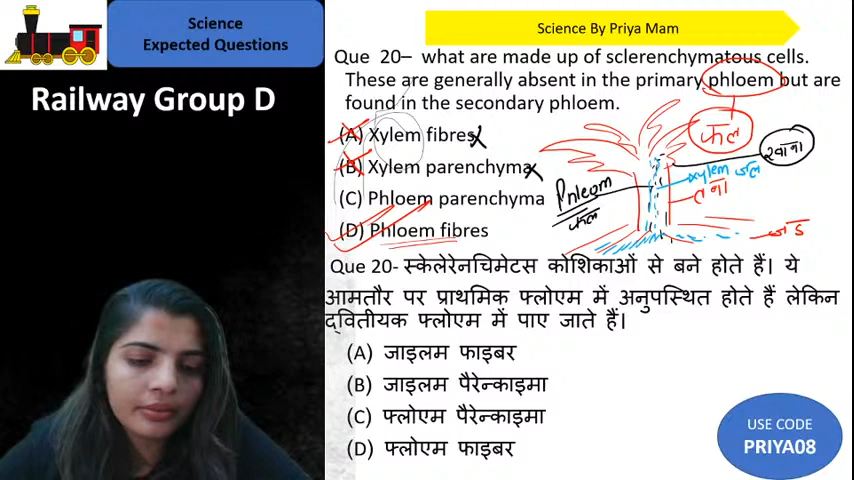 Science
Expected Questions
Science By Priya Mam
Railway Group D
Que 20– what are made up of sclerenchymatous cells.
These are generally absent in the primary phloem but are
found in the secondary phloem.
(A) Xylem fibres
(B) Xylem parenchyma
(C) Phloem parenchyma
(D) Phloem fibres
फल
खाना
xylem जल
तना
Phloem
फल
जड
Que 20- स्केलेरेनचिमेटस कोशिकाओं से बने होते हैं। ये
आमतौर पर प्राथमिक फ्लोएम में अनुपस्थित होते हैं लेकिन
द्वितीयक फ्लोएम में पाए जाते हैं।
(A) जाइलम फाइबर
(B) जाइलम पैरेन्काइमा
(C) फ्लोएम पैरेन्काइमा
(D) फ्लोएम फाइबर
USE CODE
PRIYA08